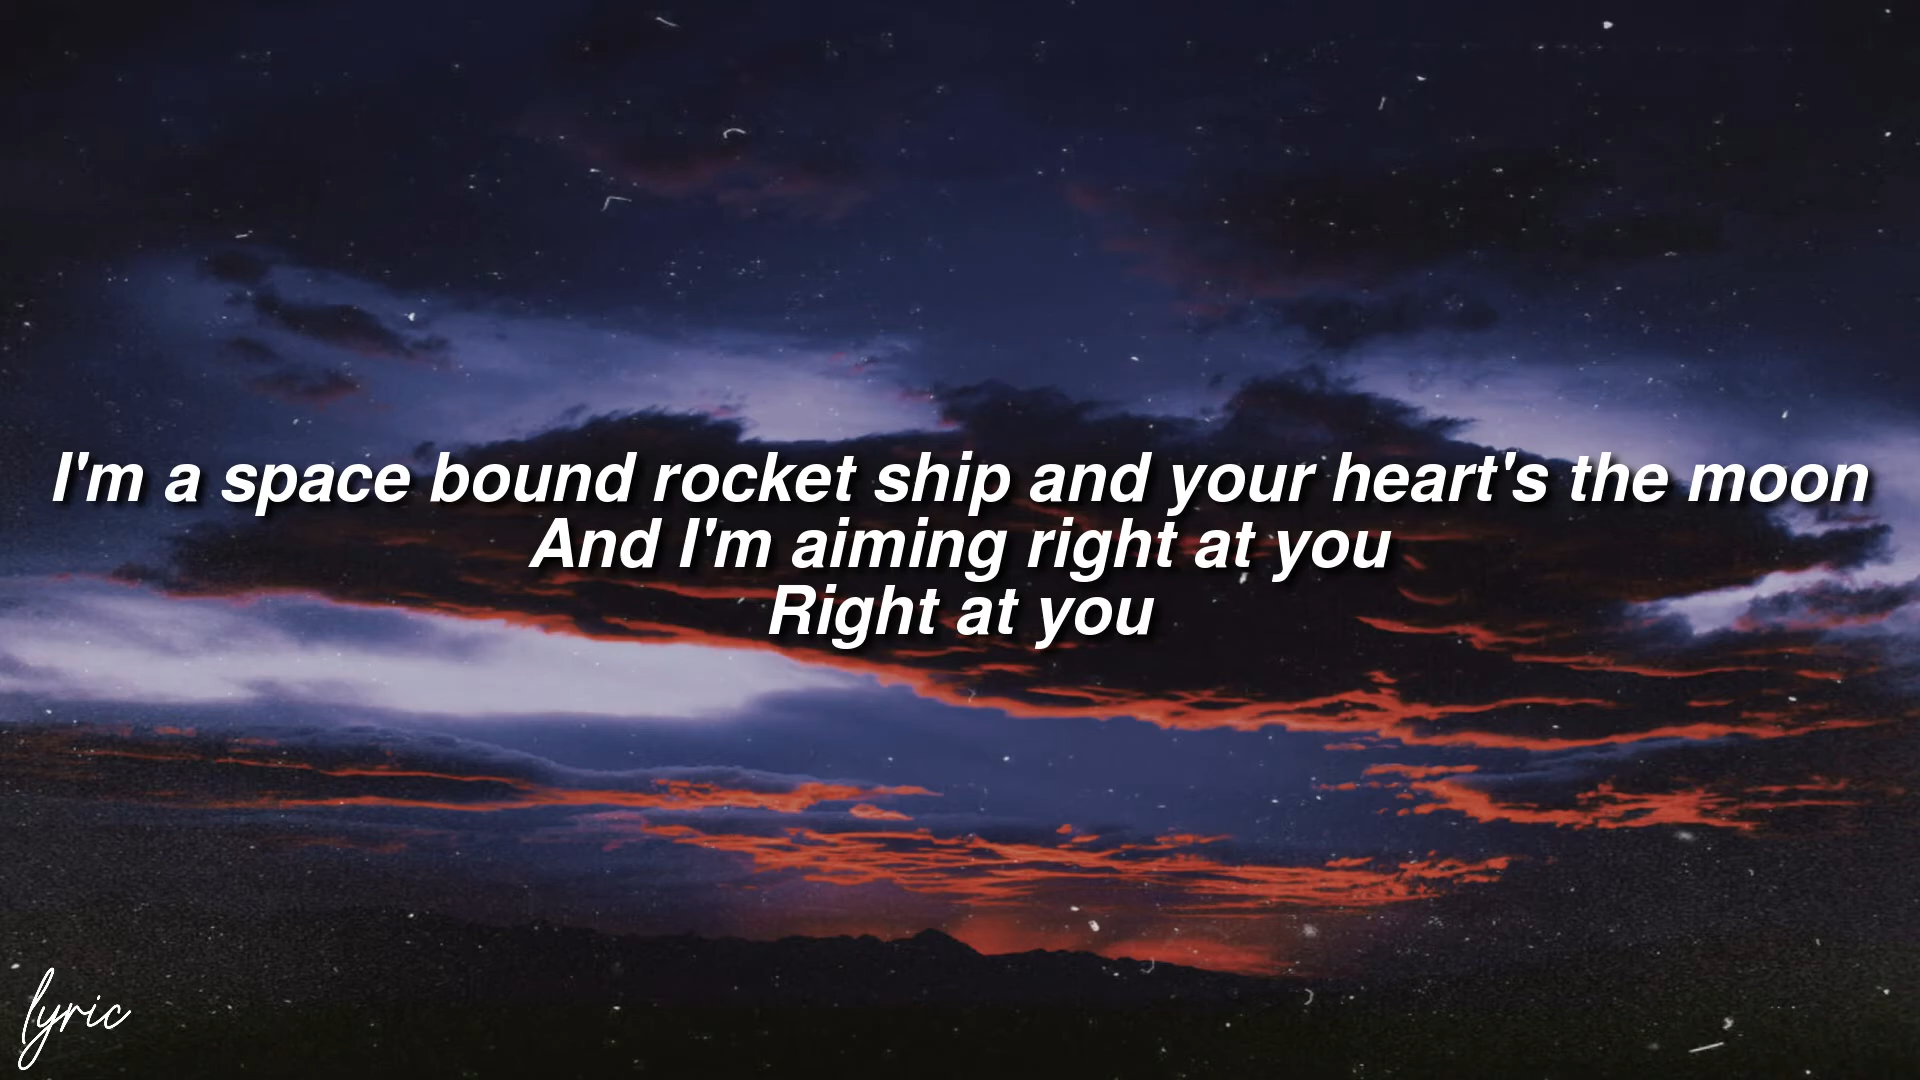 I'm a space bound rocket ship and your heart's the moon
And I'm aiming right at you
Right at you
lyric